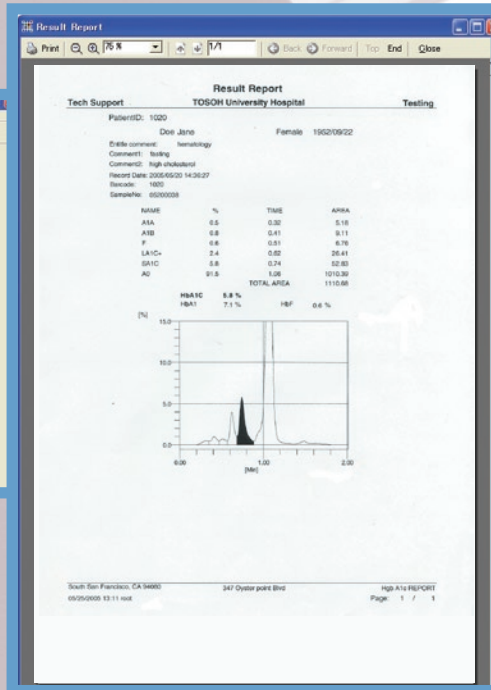 Result Report
Print 75 % 1/1 Back Forward Top End Close
Result Report
Tech Support TOSOH University Hospital Testing
PatientID: 1020
Doe Jane Female 1962/09/22
Entitle comment: hematology
Comment1: fasting
Comment2: high cholesterol
Record Date: 2005/05/20 14:26:27
Barcode: 1020
SampleNo: 05200008
NAME % TIME AREA
A1A 0.5 0.32 5.18
A1B 0.8 0.41 9.11
F 0.6 0.51 6.76
LA1C+ 2.4 0.62 26.41
SA1C 5.8 0.74 52.83
A0 91.5 1.06 1010.39
TOTAL AREA 1110.68
HbA1C 5.8 %
HbA1 7.1 % HbF 0.6 %
[%]
15.0
10.0
5.0
0.0
0.00 1.00 2.00
[Min]
South San Francisco, CA 94080 347 Oyster point Blvd Hgb A1c REPORT
05/25/2005 13:11 root Page: 1 / 1